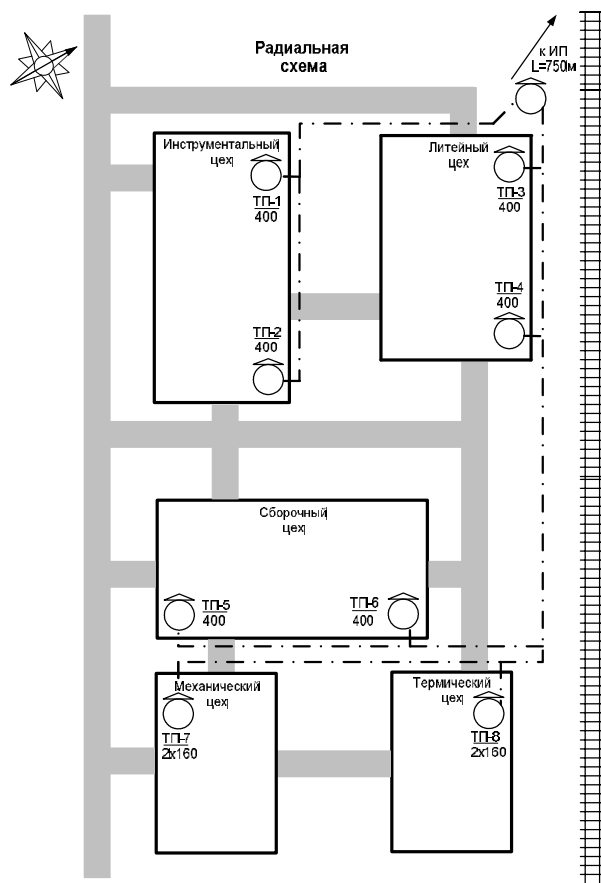 Радиальная
схема
к ИП
L=750м
Инструментальный
цех
ТП-1
400
Литейный
цех
ТП-3
400
ТП-2
400
ТП-4
400
Сборочный
цех
ТП-5
400
ТП-6
400
Механический
цех
ТП-7
2х160
Термический
цех
ТП-8
2х160